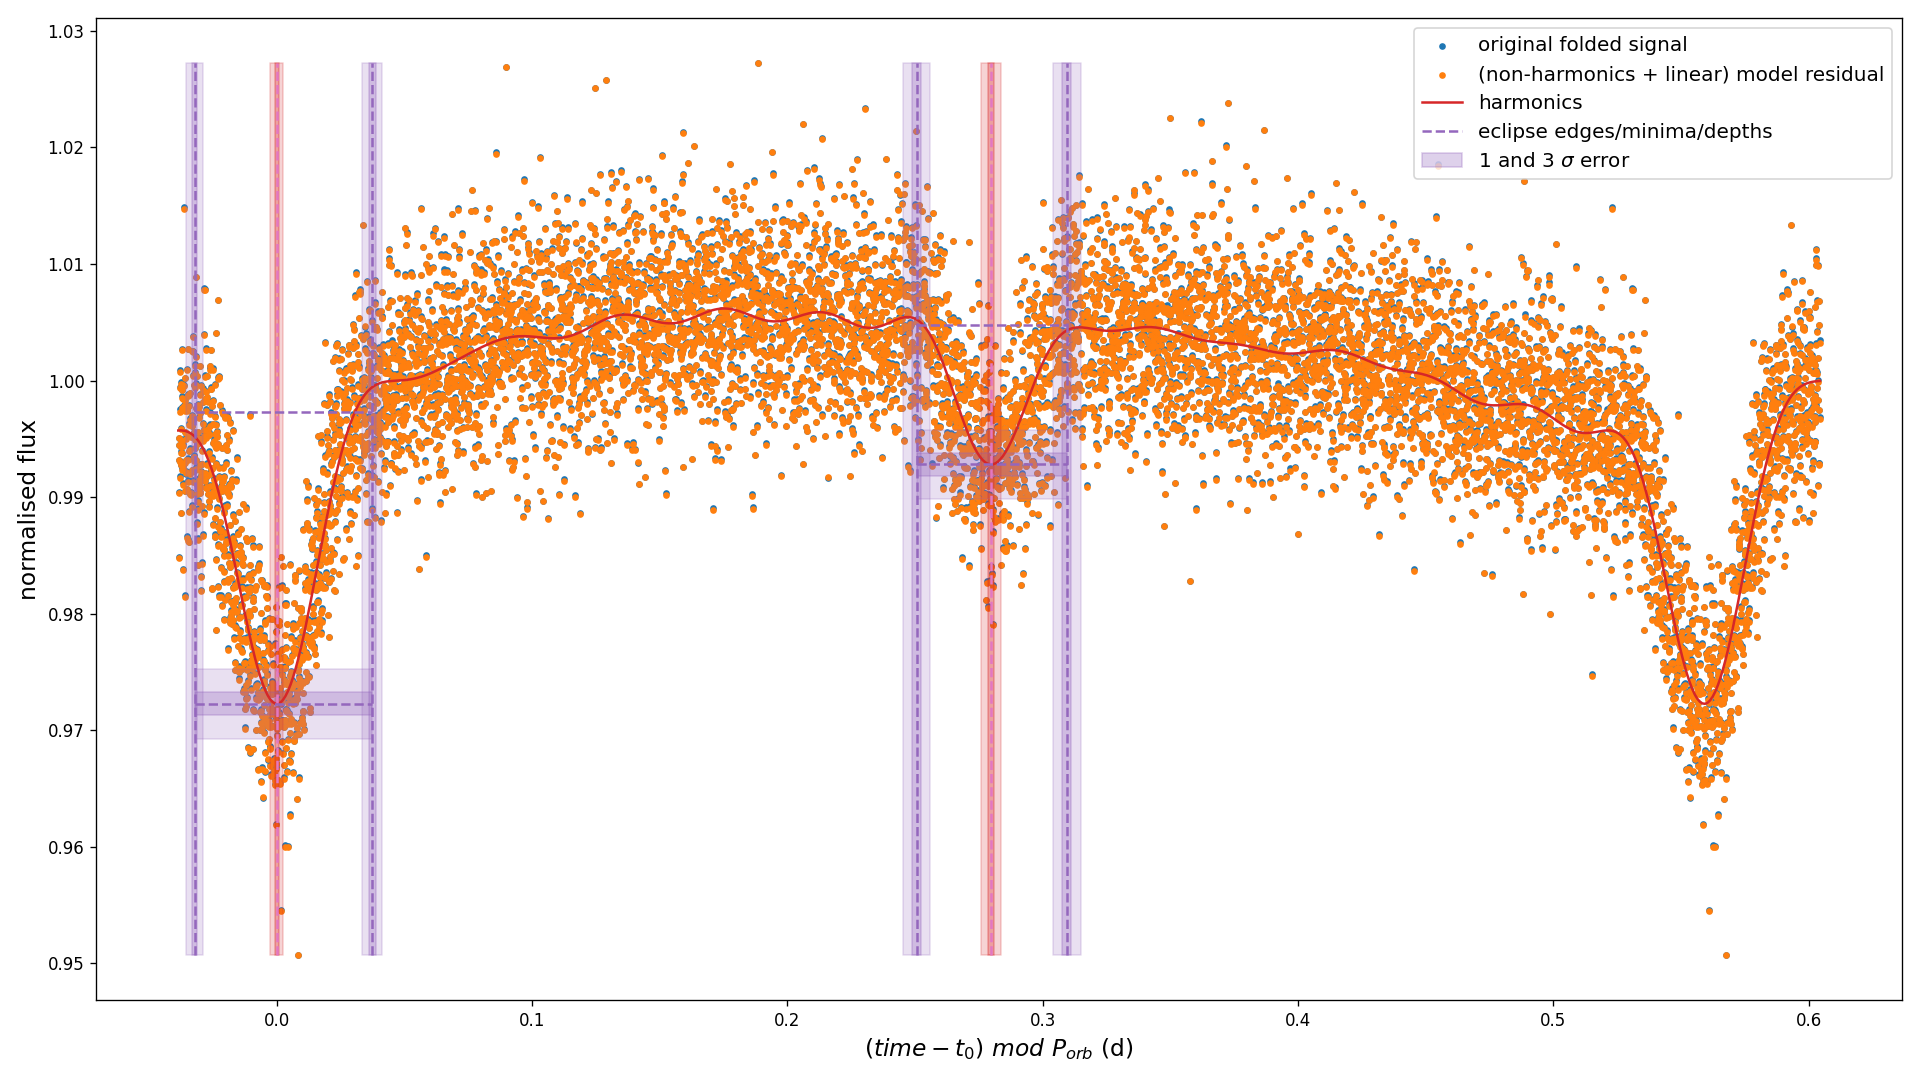 1.03
1.02
1.01
1.00
0.99
0.98
0.97
0.96
0.95
normalised flux
original folded signal
(non-harmonics + linear) model residual
harmonics
eclipse edges/minima/depths
1 and 3 σ error
0.0 0.1 0.2 0.3 0.4 0.5 0.6
(time − t₀) mod P_orb (d)